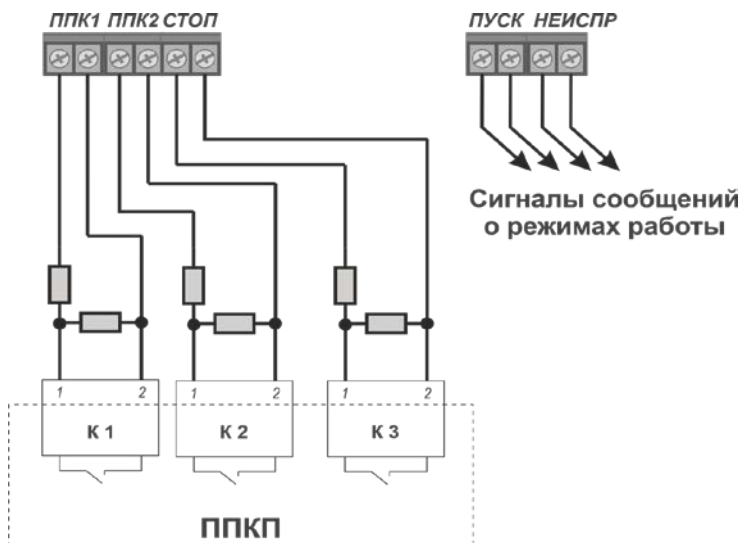 ППК1 ППК2 СТОП
ПУСК НЕИСПР
Сигналы сообщений
о режимах работы
1 2 1 2 1 2
К 1 К 2 К 3
ППКП